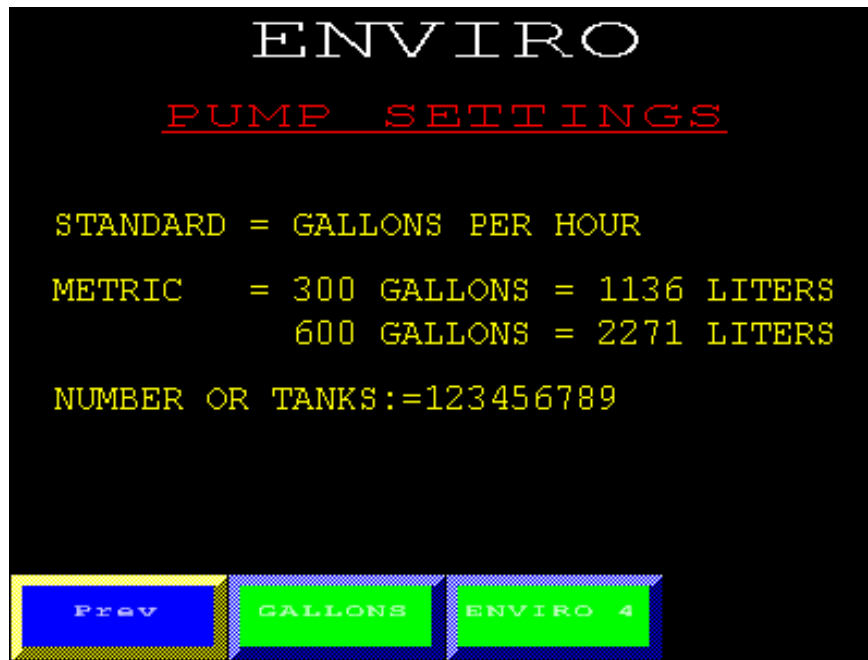 ENVIRO
PUMP SETTINGS
STANDARD = GALLONS PER HOUR
METRIC = 300 GALLONS = 1136 LITERS
600 GALLONS = 2271 LITERS
NUMBER OR TANKS:=123456789
Prev GALLONS ENVIRO 4